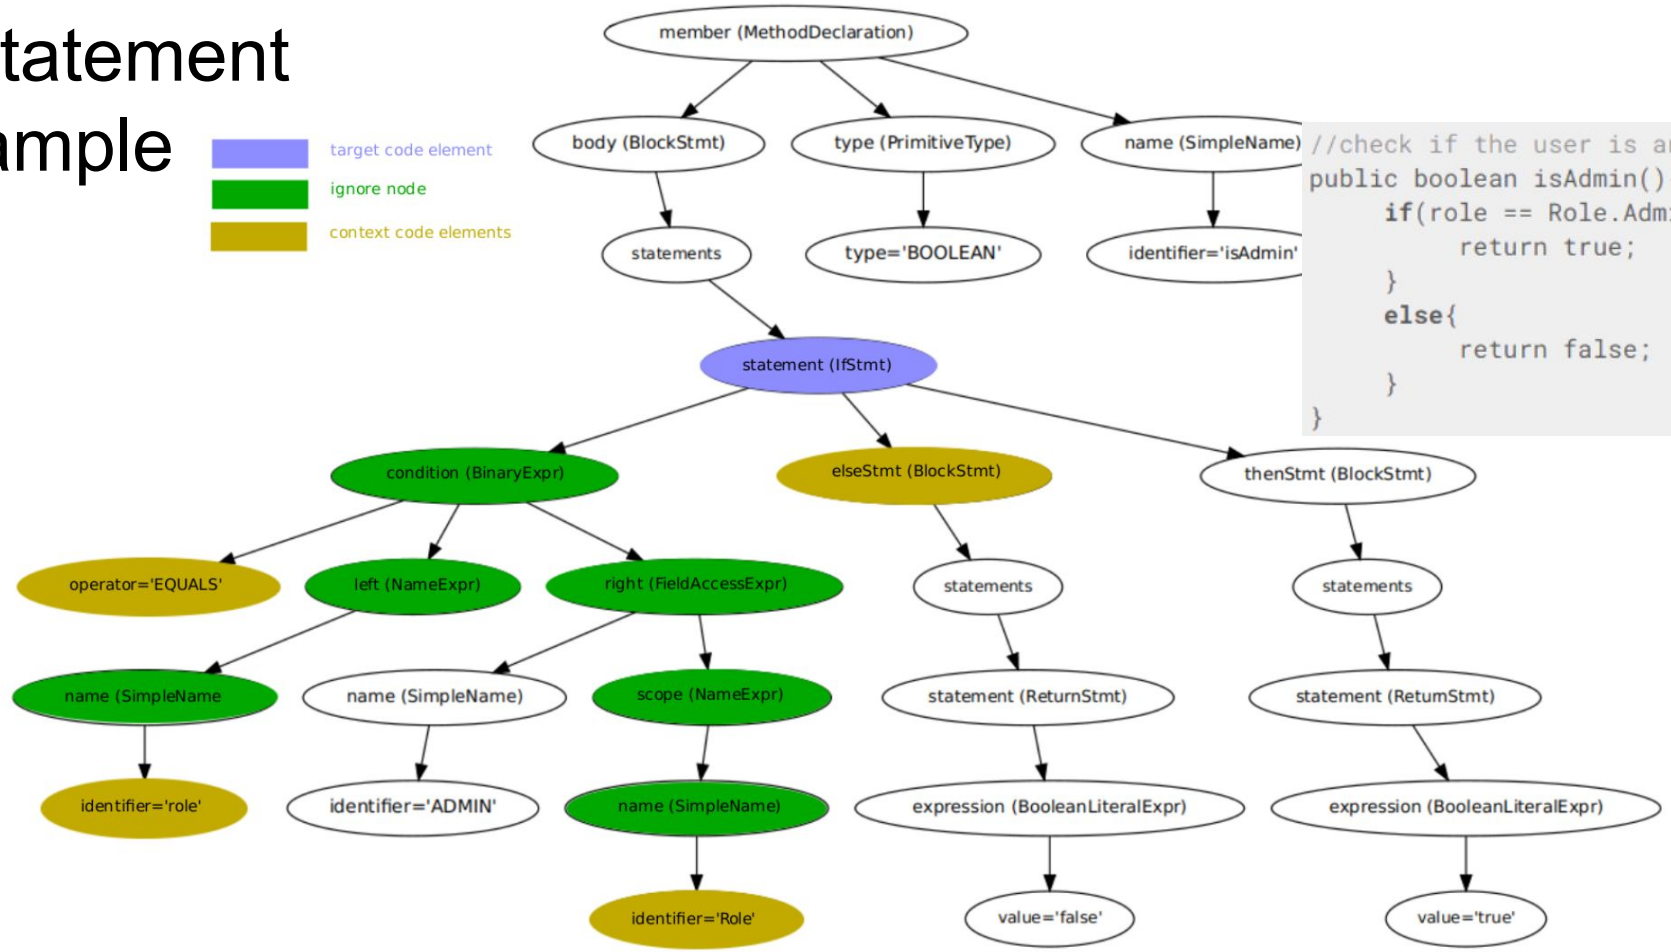 tatement
ample
target code element
ignore node
context code elements
member (MethodDeclaration)
body (BlockStmt)
type (PrimitiveType)
name (SimpleName)
statements
type='BOOLEAN'
identifier='isAdmin'
//check if the user is
public boolean isAdmin()
if(role == Role.Admi
return true;
}
else{
return false;
}
}
statement (IfStmt)
condition (BinaryExpr)
elseStmt (BlockStmt)
thenStmt (BlockStmt)
operator='EQUALS'
left (NameExpr)
right (FieldAccessExpr)
statements
statements
name (SimpleName
name (SimpleName)
scope (NameExpr)
statement (ReturnStmt)
statement (ReturnStmt)
identifier='role'
identifier='ADMIN'
name (SimpleName)
expression (BooleanLiteralExpr)
expression (BooleanLiteralExpr)
identifier='Role'
value='false'
value='true'